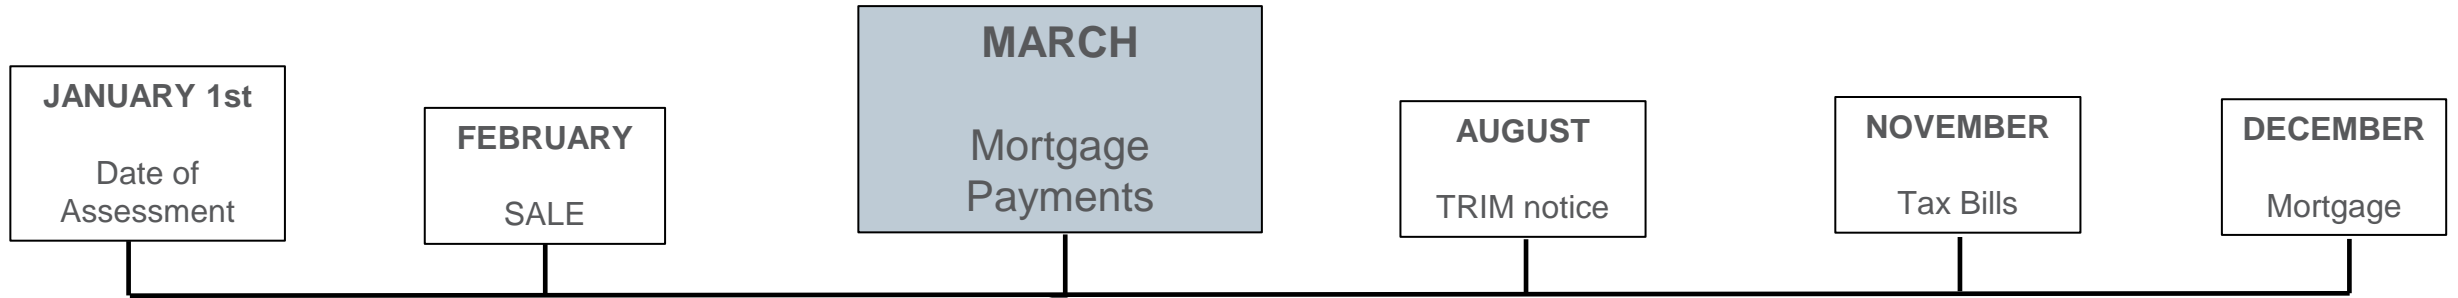 JANUARY 1st
Date of
Assessment
FEBRUARY
SALE
MARCH
Mortgage
Payments
AUGUST
TRIM notice
NOVEMBER
Tax Bills
DECEMBER
Mortgage